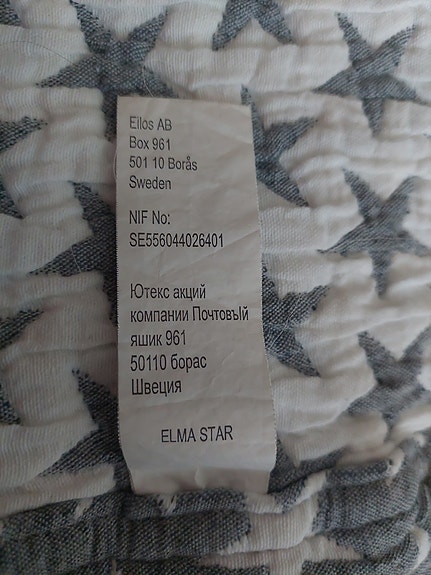 Ellos AB
Box 961
501 10 Borås
Sweden
NIF No:
SE556044026401
Ютекс акций
компании Почтовый
яшик 961
50110 борас
Швеция
ELMA STAR